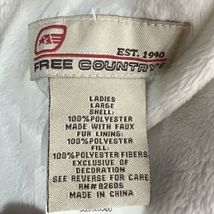 EST. 1990
FREE COUNTRY
LADIES
LARGE
SHELL:
100%POLYESTER
MADE WITH FAUX
FUR LINING:
100%POLYESTER
FILL:
100%POLYESTER FIBERS,
EXCLUSIVE OF
DECORATION
SEE REVERSE FOR CARE
RN#82605
MADE IN CHINA